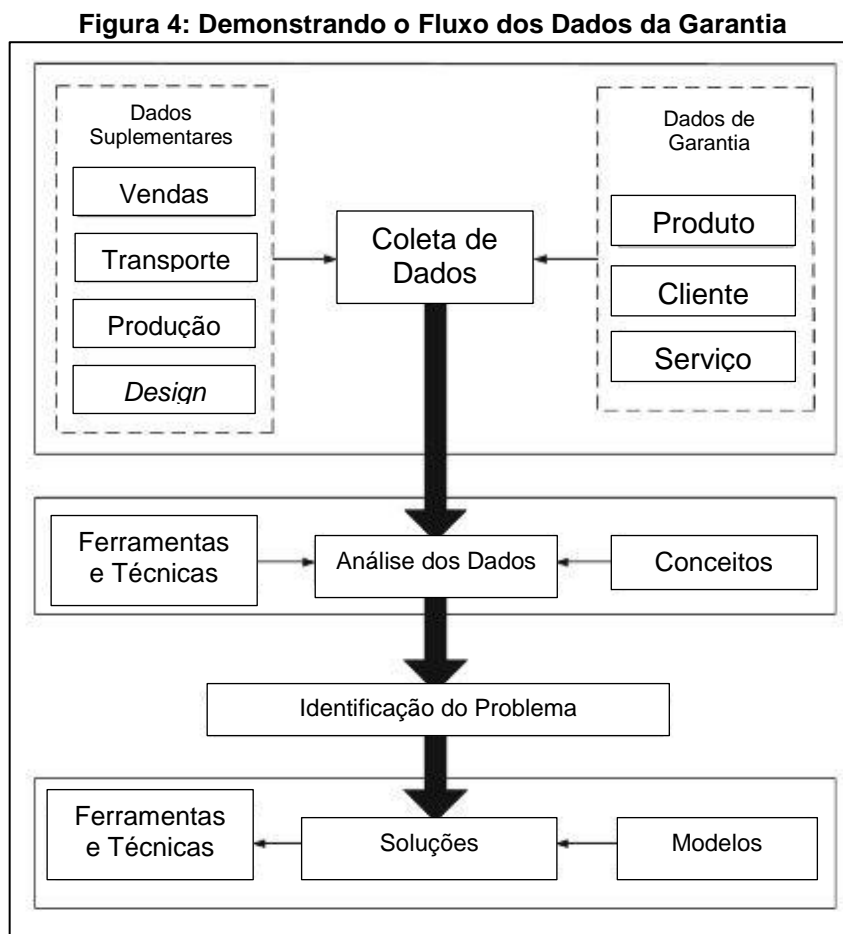 Figura 4: Demonstrando o Fluxo dos Dados da Garantia
Dados
Suplementares
Vendas
Transporte
Produção
Design
Coleta de
Dados
Dados de
Garantia
Produto
Cliente
Serviço
Ferramentas
e Técnicas
Análise dos Dados
Conceitos
Identificação do Problema
Ferramentas
e Técnicas
Soluções
Modelos